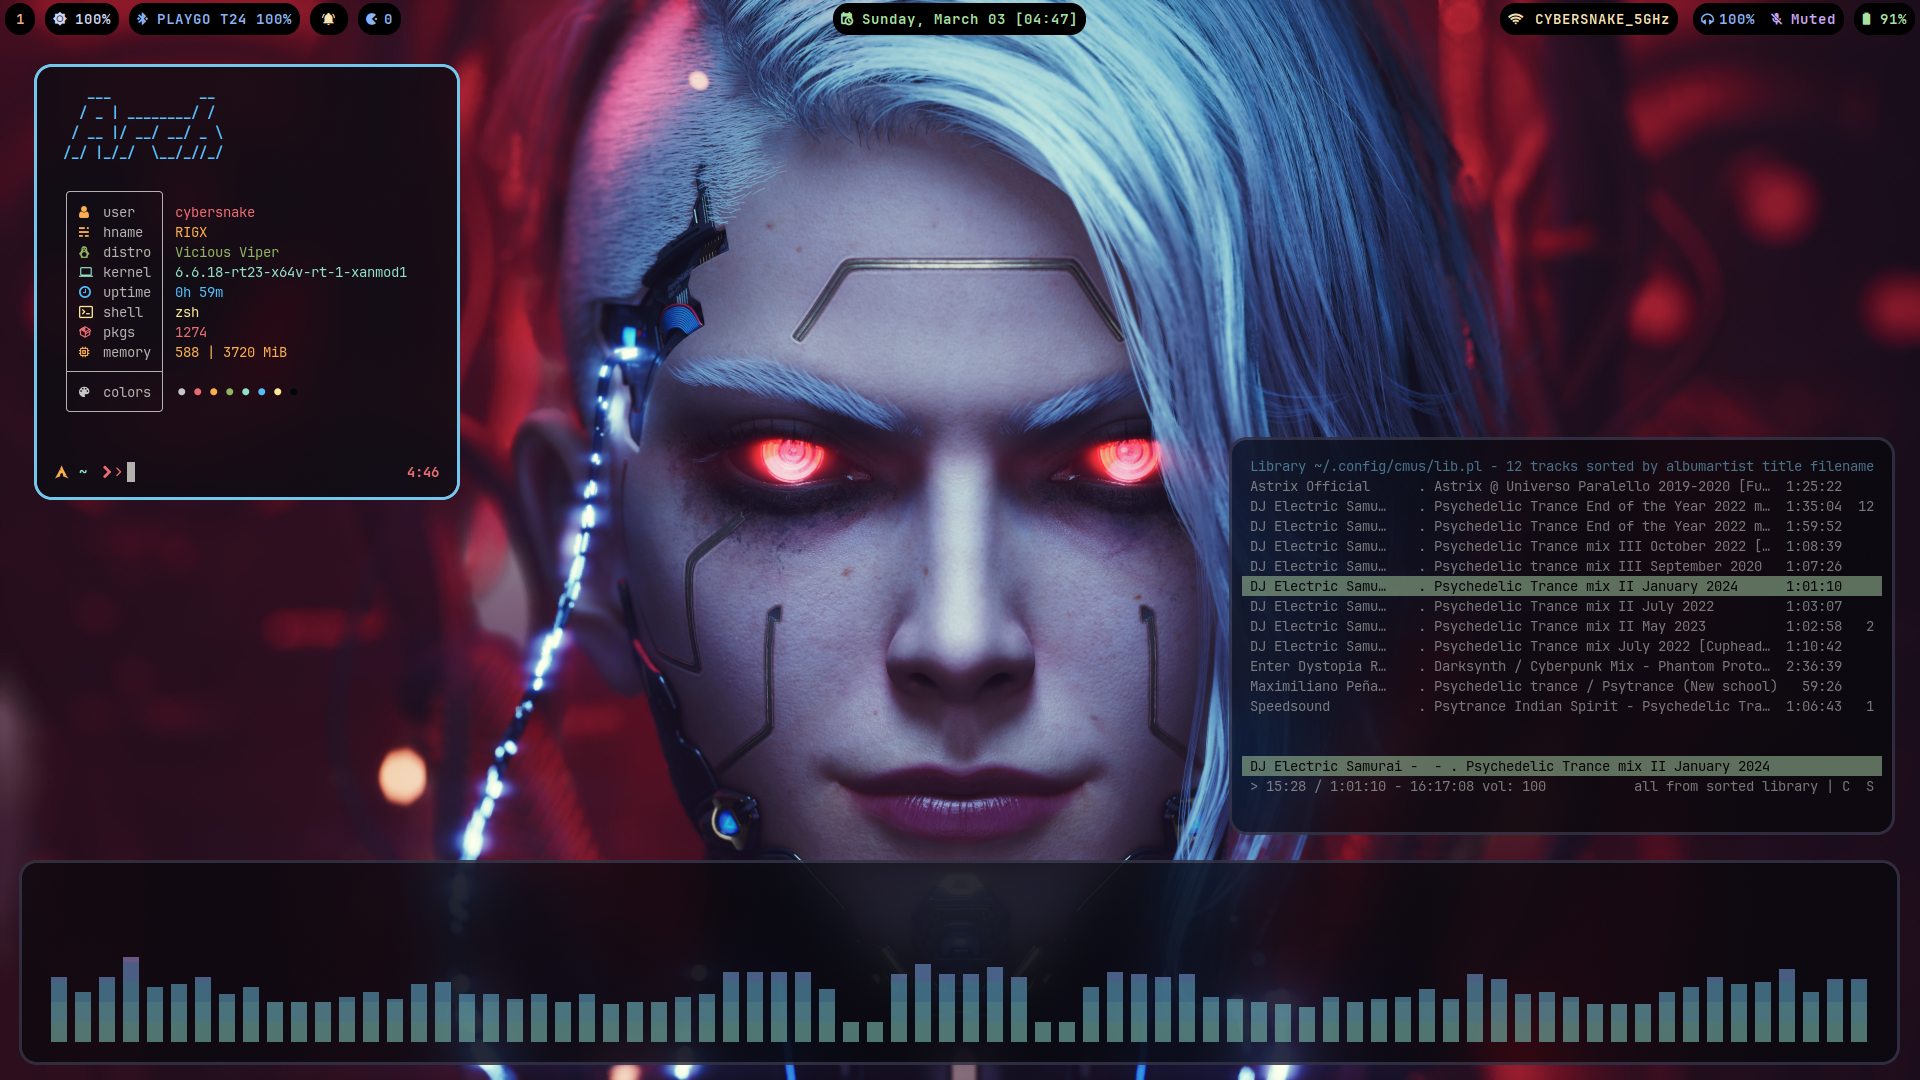 1 100% PLAYGO T24 100% 0 Sunday, March 03 [04:47] CYBERSNAKE_5GHz 100% Muted 91%
user cybersnake
hname RIGX
distro Vicious Viper
kernel 6.6.18-rt23-x64v-rt-1-xanmod1
uptime 0h 59m
shell zsh
pkgs 1274
memory 588 | 3720 MiB
colors
~ 4:46
Library ~/.config/cmus/lib.pl - 12 tracks sorted by albumartist title filename
Astrix Official . Astrix @ Universo Paralello 2019-2020 [Fu… 1:25:22
DJ Electric Samu… . Psychedelic Trance End of the Year 2022 m… 1:35:04 12
DJ Electric Samu… . Psychedelic Trance End of the Year 2022 m… 1:59:52
DJ Electric Samu… . Psychedelic Trance mix III October 2022 [… 1:08:39
DJ Electric Samu… . Psychedelic Trance mix III September 2020 1:07:26
DJ Electric Samu… . Psychedelic Trance mix II January 2024 1:01:10
DJ Electric Samu… . Psychedelic Trance mix II July 2022 1:03:07
DJ Electric Samu… . Psychedelic Trance mix II May 2023 1:02:58 2
DJ Electric Samu… . Psychedelic Trance mix July 2022 [Cuphead… 1:10:42
Enter Dystopia R… . Darksynth / Cyberpunk Mix - Phantom Proto… 2:36:39
Maximiliano Peña… . Psychedelic trance / Psytrance (New school) 59:26
Speedsound . Psytrance Indian Spirit - Psychedelic Tra… 1:06:43 1
DJ Electric Samurai - - . Psychedelic Trance mix II January 2024
> 15:28 / 1:01:10 - 16:17:08 vol: 100 all from sorted library | C S